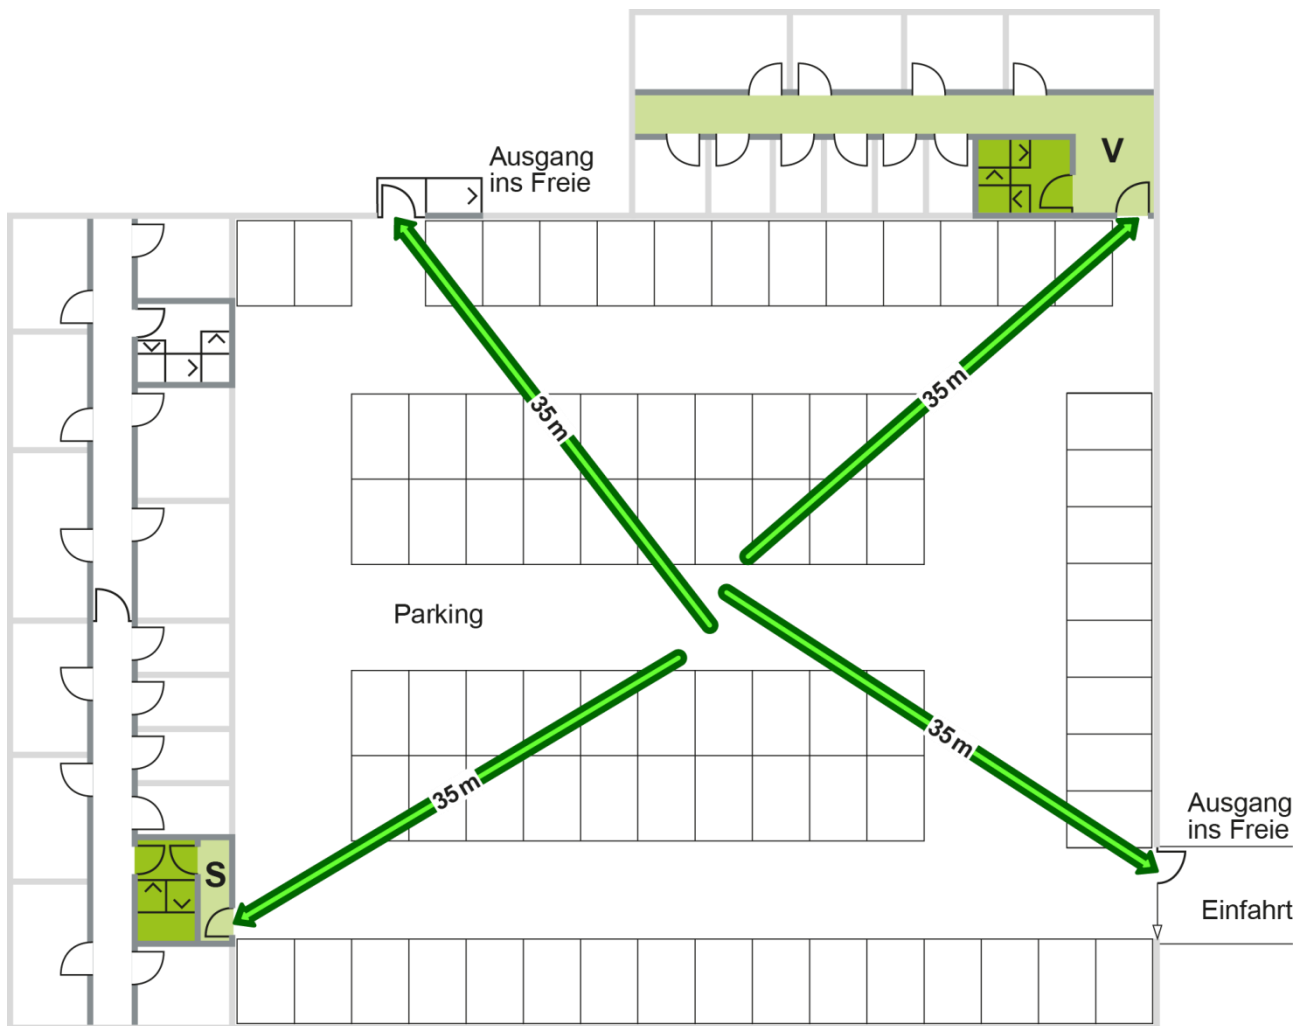 V
Ausgang
ins Freie
35 m
35 m
Parking
35 m
35 m
Ausgang
ins Freie
S
Einfahrt